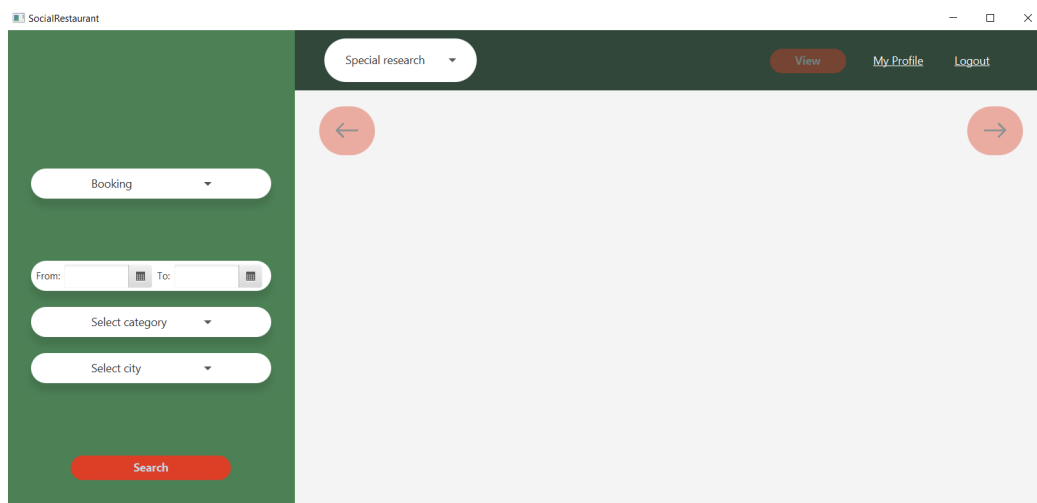 SocialRestaurant
Special research
View
My Profile
Logout
Booking
From:
To:
Select category
Select city
Search